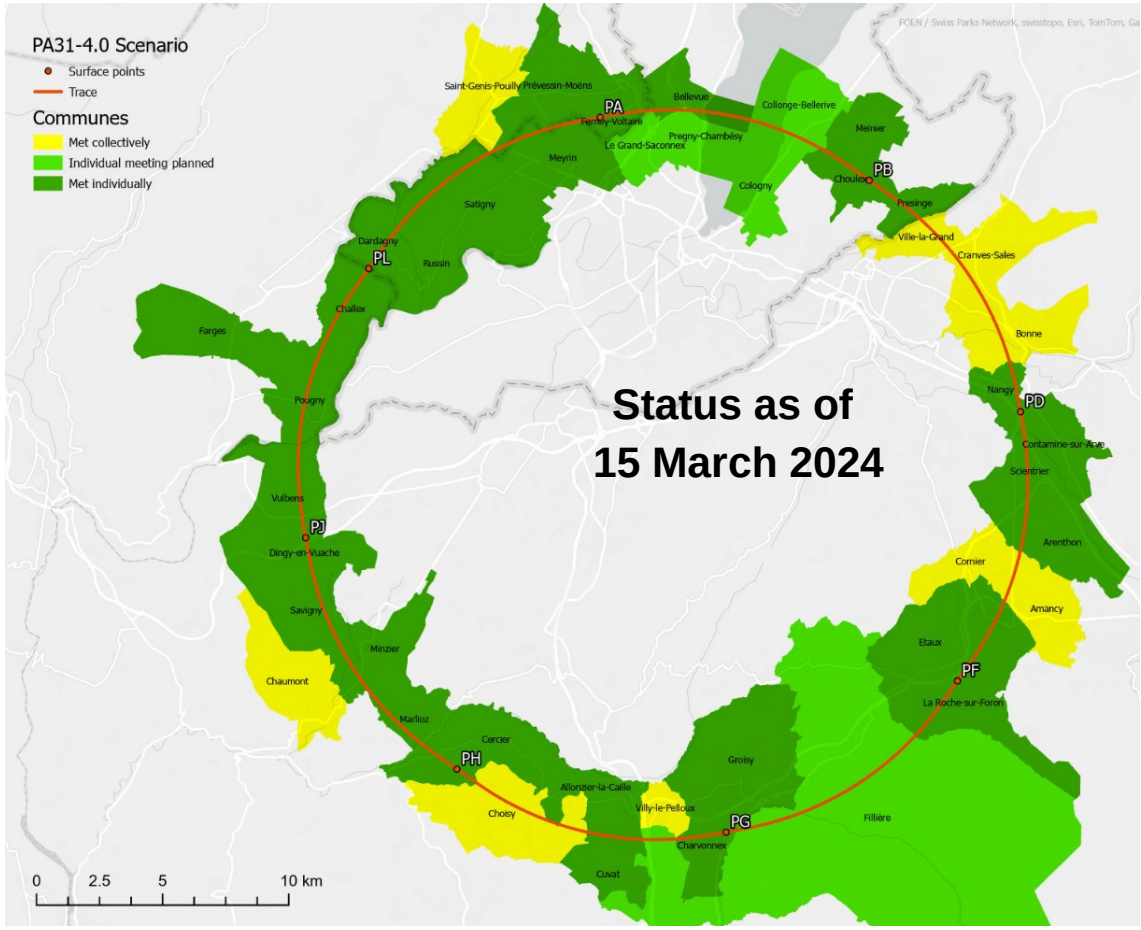 FOEN / Swiss Parks Network, swisstopo, Esri, TomTom, Ga
PA31-4.0 Scenario
Surface points
Trace
Communes
Met collectively
Individual meeting planned
Met individually
Saint-Genis-Pouilly
Prévessin-Moëns
PA
Ferney-Voltaire
Bellevue
Collonge-Bellerive
Meinier
Le Grand-Saconnex
Pregny-Chambésy
Meyrin
Cologny
Choulex
PB
Presinge
Satigny
Ville-la-Grand
Cranves-Sales
Dardagny
PL
Russin
Challex
Farges
Bonne
Nangy
PD
Pougny
Status as of
15 March 2024
Contamine-sur-Arve
Scientrier
Vulbens
PJ
Dingy-en-Vuache
Arenthon
Cornier
Amancy
Savigny
Minzier
Etaux
PF
Chaumont
La Roche-sur-Foron
Marlioz
Cercier
PH
Groisy
Allonzier-la-Caille
Choisy
Villy-le-Pelloux
PG
Fillière
Charvonnex
Cuvat
0 2.5 5 10 km